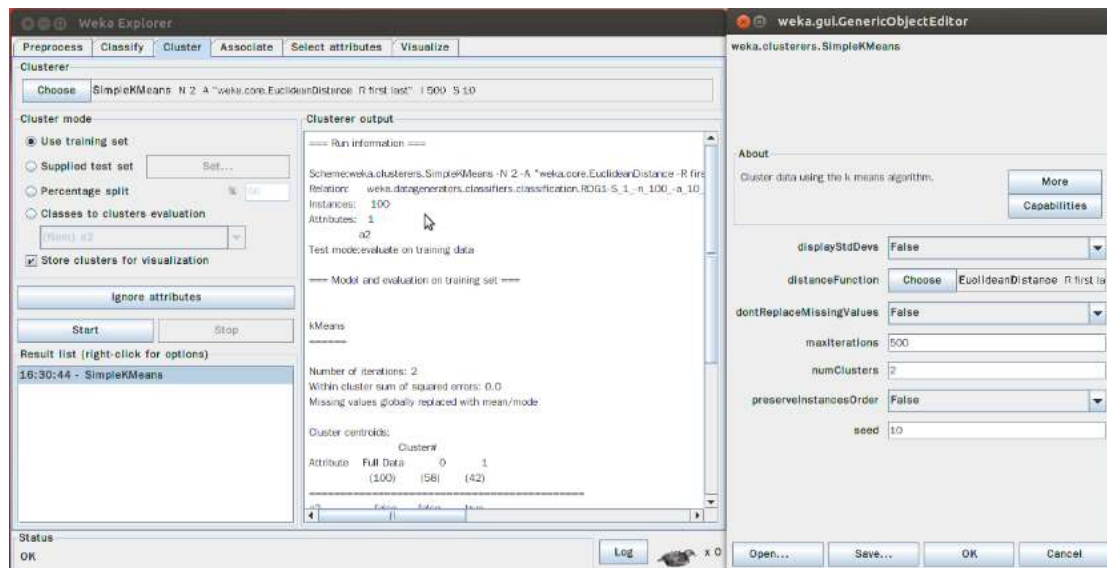 Weka Explorer
Preprocess Classify Cluster Associate Select attributes Visualize
Clusterer
Choose SimpleKMeans N 2 A "weka.core.EuclideanDistance R first last" I 500 S 10
Cluster mode
Use training set
Supplied test set Set...
Percentage split %
Classes to clusters evaluation
(Nom) a2
Store clusters for visualization
Ignore attributes
Start Stop
Result list (right-click for options)
16:30:44 - SimpleKMeans
Clusterer output
=== Run information ===
Scheme:weka.clusterers.SimpleKMeans -N 2 -A "weka.core.EuclideanDistance -R firs
Relation: weka.datagenerators.classifiers.classification.RDG1-S_1_-n_100_-a_10_
Instances: 100
Attributes: 1
a2
Test mode:evaluate on training data
=== Model and evaluation on training set ===
kMeans
======
Number of iterations: 2
Within cluster sum of squared errors: 0.0
Missing values globally replaced with mean/mode
Cluster centroids:
Cluster#
Attribute Full Data 0 1
(100) (58) (42)
Status
OK
Log x 0
weka.gui.GenericObjectEditor
weka.clusterers.SimpleKMeans
About
Cluster data using the k means algorithm.
More
Capabilities
displayStdDevs False
distanceFunction Choose EuclideanDistance R first la
dontReplaceMissingValues False
maxIterations 500
numClusters 2
preserveInstancesOrder False
seed 10
Open... Save... OK Cancel